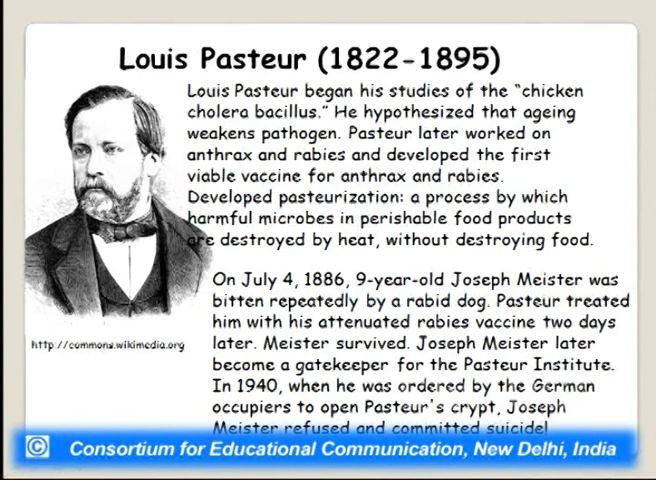 Louis Pasteur (1822-1895)
Louis Pasteur began his studies of the "chicken
cholera bacillus." He hypothesized that ageing
weakens pathogen. Pasteur later worked on
anthrax and rabies and developed the first
viable vaccine for anthrax and rabies.
Developed pasteurization: a process by which
harmful microbes in perishable food products
are destroyed by heat, without destroying food.
On July 4, 1886, 9-year-old Joseph Meister was
bitten repeatedly by a rabid dog. Pasteur treated
him with his attenuated rabies vaccine two days
later. Meister survived. Joseph Meister later
become a gatekeeper for the Pasteur Institute.
In 1940, when he was ordered by the German
occupiers to open Pasteur's crypt, Joseph
Meister refused and committed suicide!
http://commons.wikimedia.org
© Consortium for Educational Communication, New Delhi, India